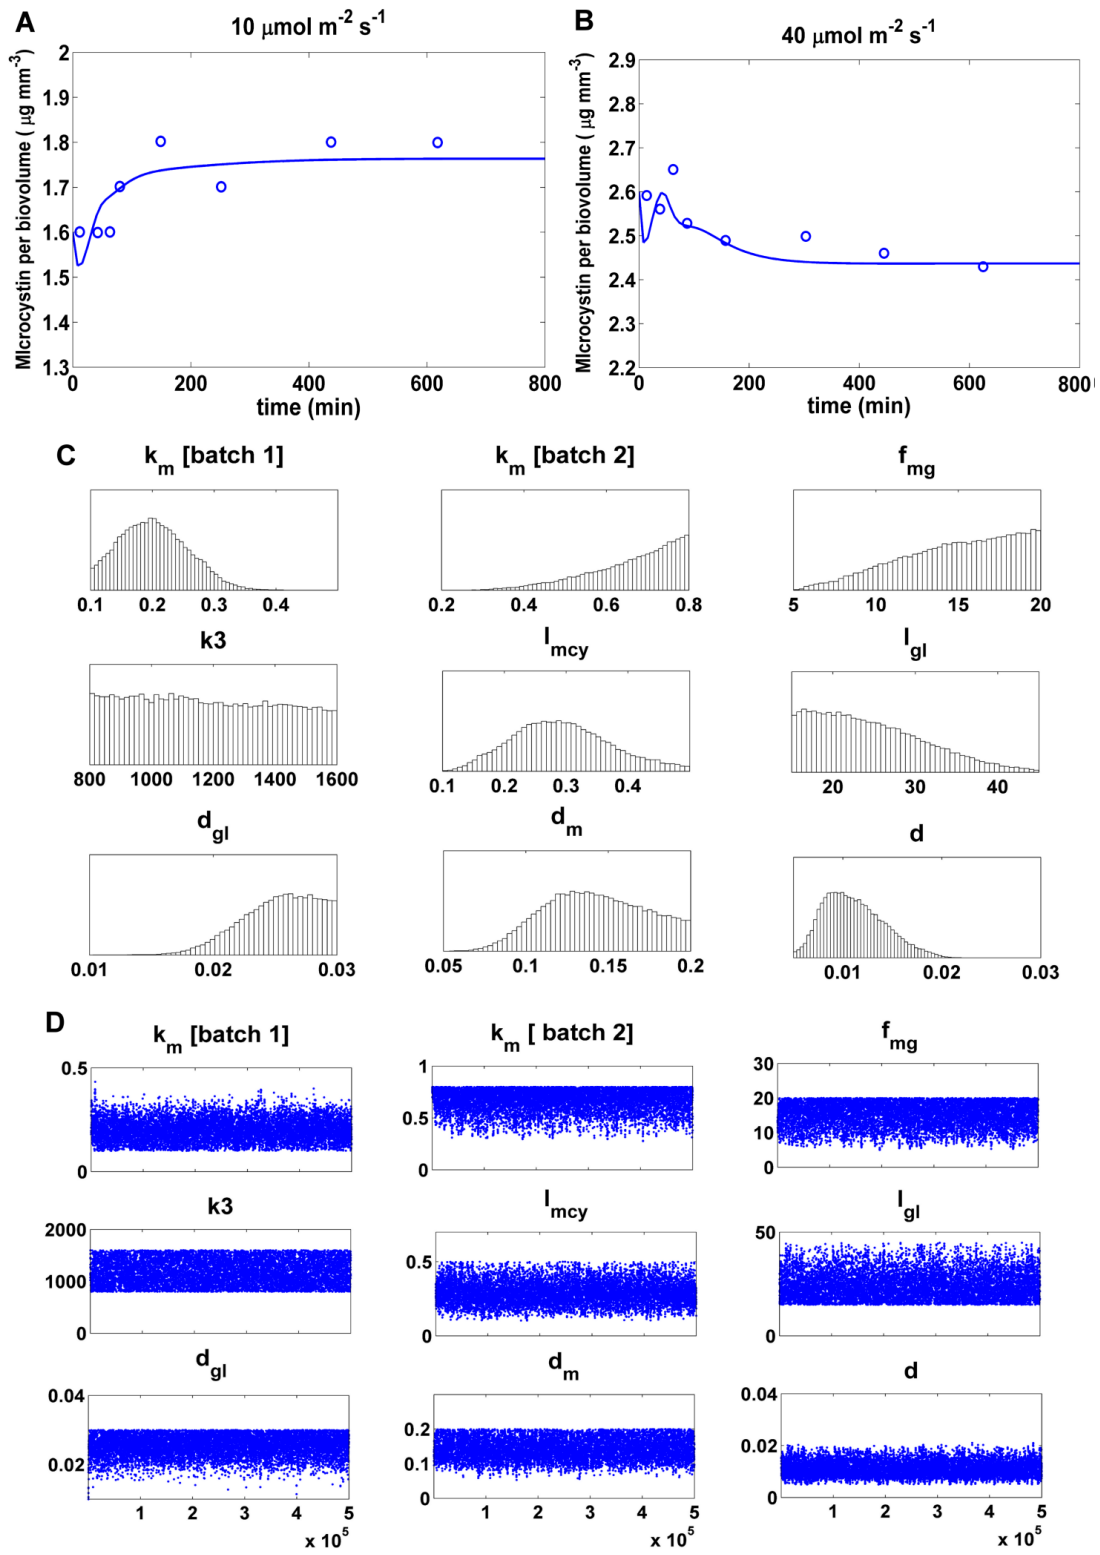 A
10 μmol m-2 s-1
MIcrocystin per biovolume ( μg mm-3)
2
1.9
1.8
1.7
1.6
1.5
1.4
1.3
0 200 400 600 800
time (min)
B
40 μmol m-2 s-1
MIcrocystin per biovolume ( μg mm-3)
2.9
2.8
2.7
2.6
2.5
2.4
2.3
2.2
0 200 400 600 800
time (min)
C
km [batch 1]
0.1 0.2 0.3 0.4
km [batch 2]
0.2 0.4 0.6 0.8
fmg
5 10 15 20
k3
800 1000 1200 1400 1600
lmcy
0.1 0.2 0.3 0.4
lgl
20 30 40
dgl
0.01 0.02 0.03
dm
0.05 0.1 0.15 0.2
d
0.01 0.02 0.03
D
km [batch 1]
0.5
0
km [ batch 2]
1
0.5
0
fmg
30
20
10
0
k3
2000
1000
0
lmcy
0.5
0
lgl
50
0
dgl
0.04
0.02
1 2 3 4 5
x 105
dm
0.2
0.1
0
1 2 3 4 5
x 105
d
0.04
0.02
0
1 2 3 4 5
x 105